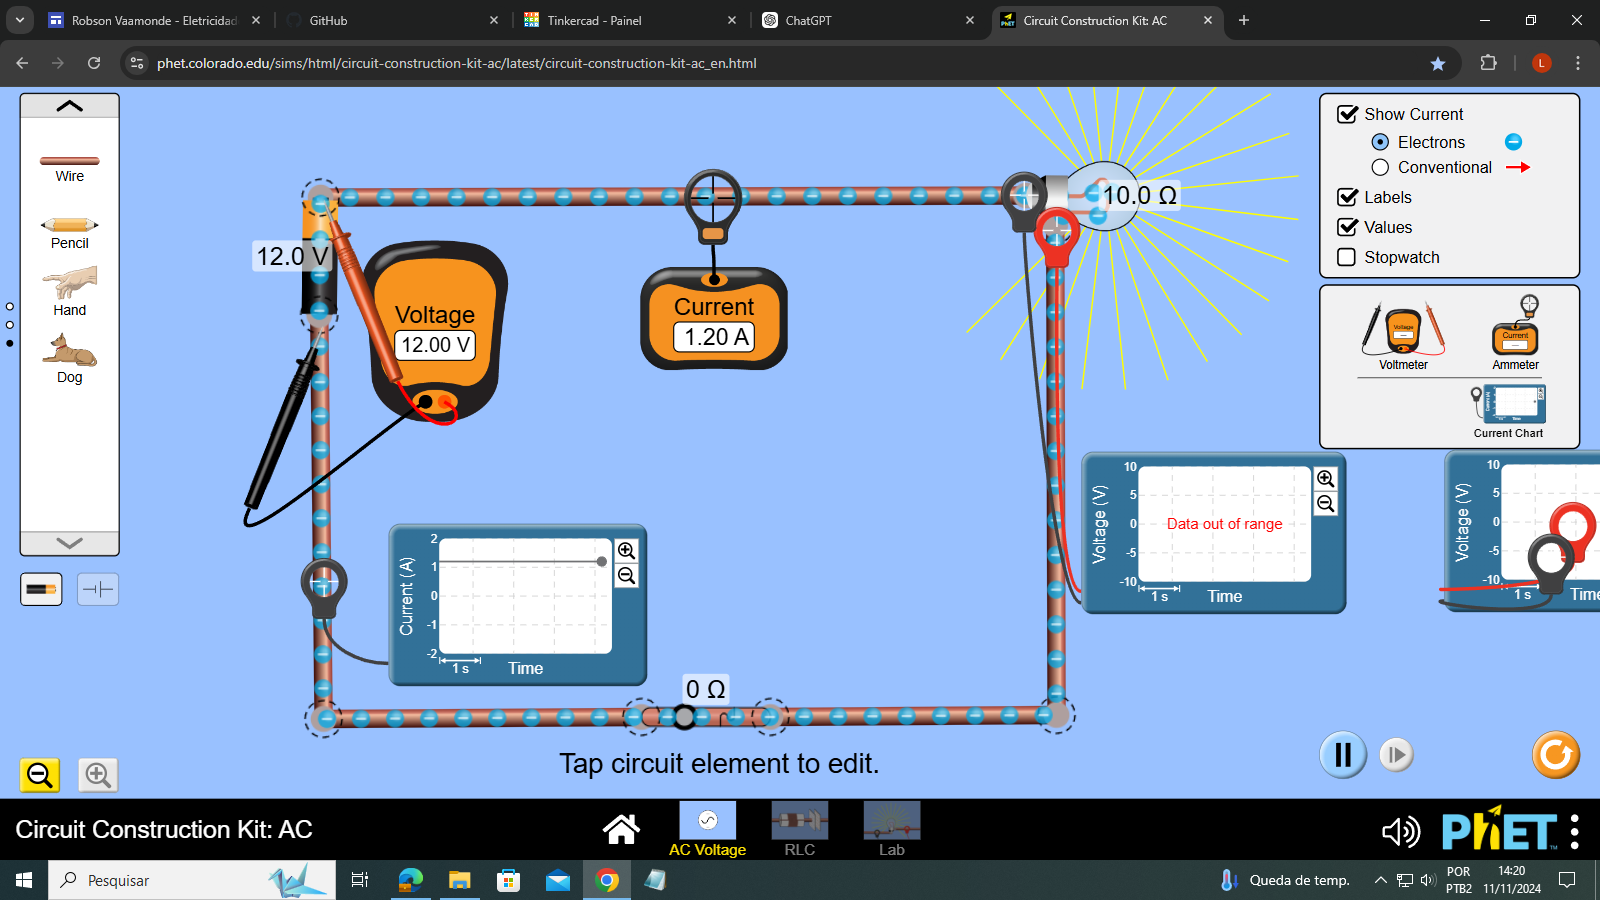 Robson Vaamonde - Eletricidad
GitHub
Tinkercad - Painel
ChatGPT
Circuit Construction Kit: AC
phet.colorado.edu/sims/html/circuit-construction-kit-ac/latest/circuit-construction-kit-ac_en.html
L
Wire
Pencil
Hand
Dog
12.0 V
Voltage
12.00 V
Current
1.20 A
10.0 Ω
Show Current
Electrons
Conventional
Labels
Values
Stopwatch
Voltage
Voltmeter
Current
Ammeter
Current Chart
Current (A)
2
1
0
-1
-2
1 s
Time
Voltage (V)
10
5
0
-5
-10
Data out of range
1 s
Time
Voltage (V)
10
5
0
-5
-10
1 s
Time
0 Ω
Tap circuit element to edit.
Circuit Construction Kit: AC
AC Voltage
RLC
Lab
PhET
Pesquisar
Queda de temp.
POR
PTB2
14:20
11/11/2024